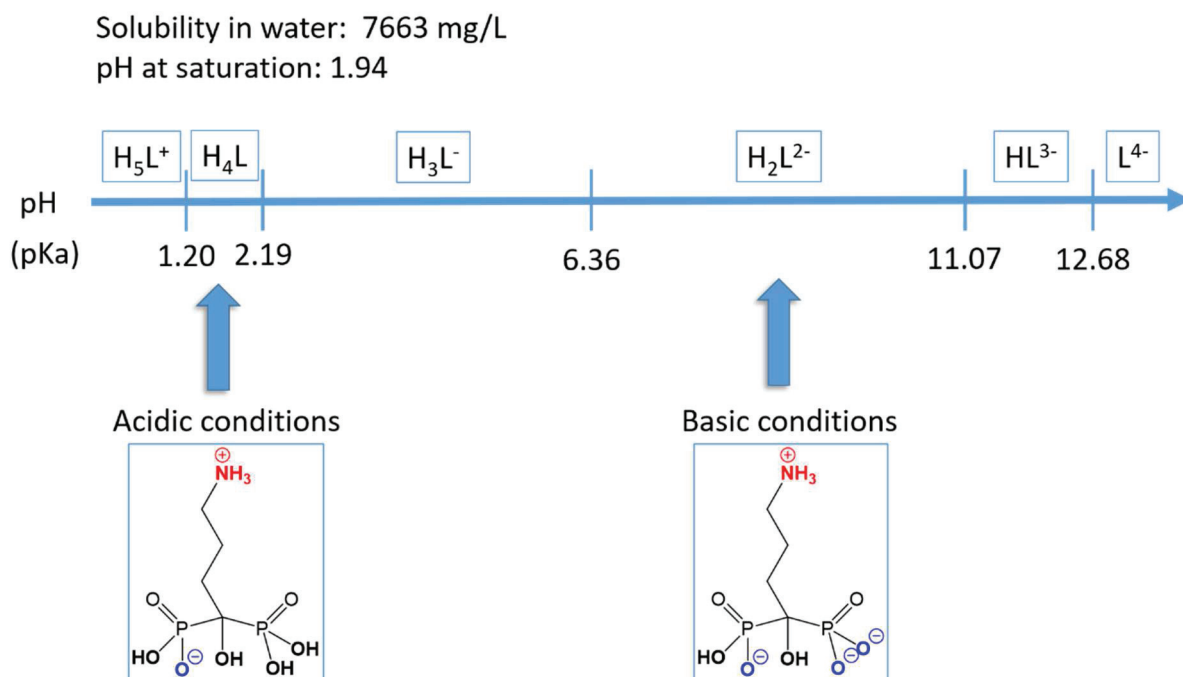 Solubility in water: 7663 mg/L
pH at saturation: 1.94
H₅L⁺ H₄L H₃L⁻ H₂L²⁻ HL³⁻ L⁴⁻
pH
(pKa) 1.20 2.19 6.36 11.07 12.68
Acidic conditions Basic conditions
⊕ ⊕
NH₃ NH₃
O O O O
P P P P
HO OH HO O⊖
O⊖ OH OH O⊖ OH O⊖